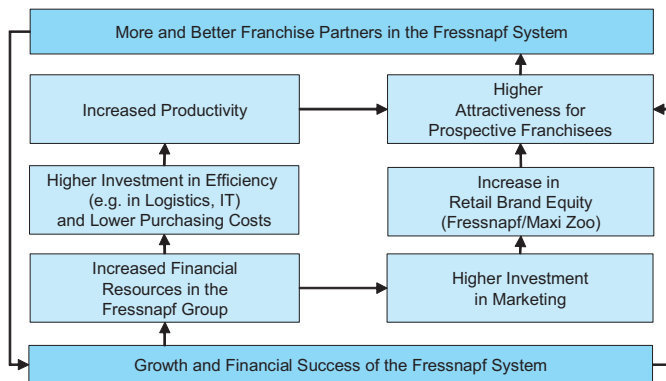 More and Better Franchise Partners in the Fressnapf System
Increased Productivity
Higher
Attractiveness for
Prospective Franchisees
Higher Investment in Efficiency
(e.g. in Logistics, IT)
and Lower Purchasing Costs
Increase in
Retail Brand Equity
(Fressnapf/Maxi Zoo)
Increased Financial
Resources in the
Fressnapf Group
Higher Investment
in Marketing
Growth and Financial Success of the Fressnapf System